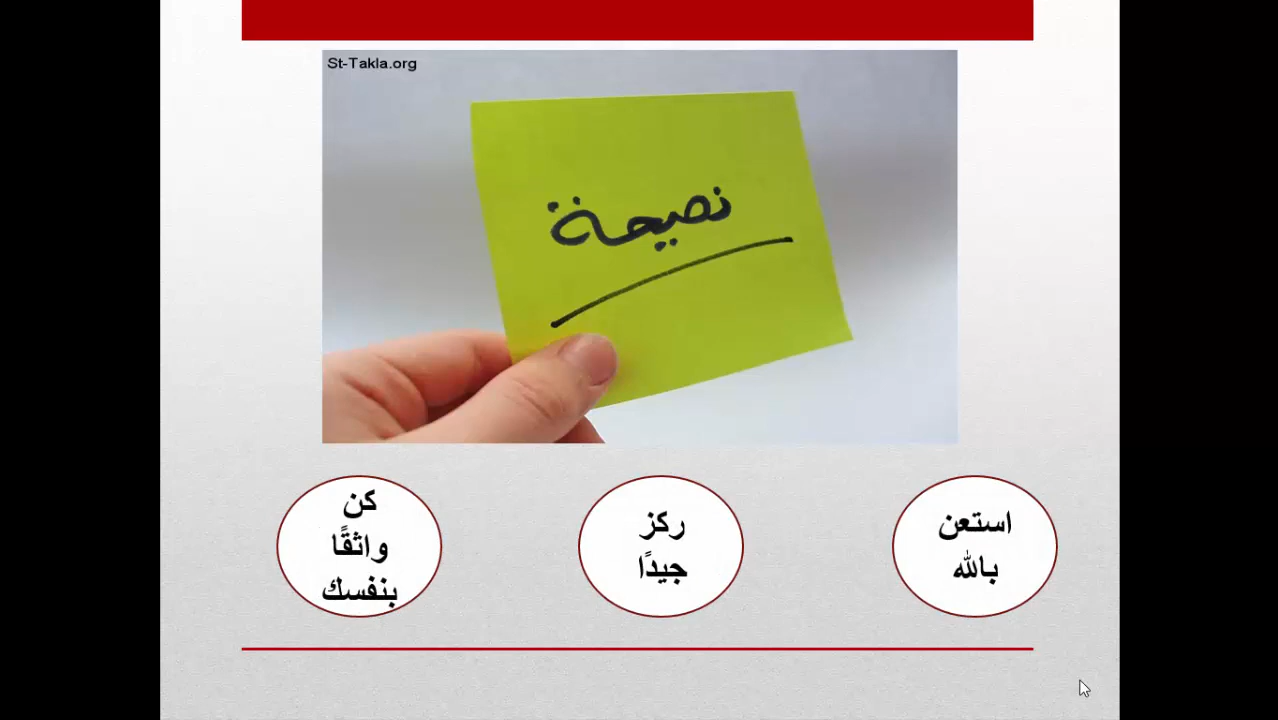 St-Takla.org
نصيحة
استعن
بالله
ركز
جيدًا
كن
واثقًا
بنفسك